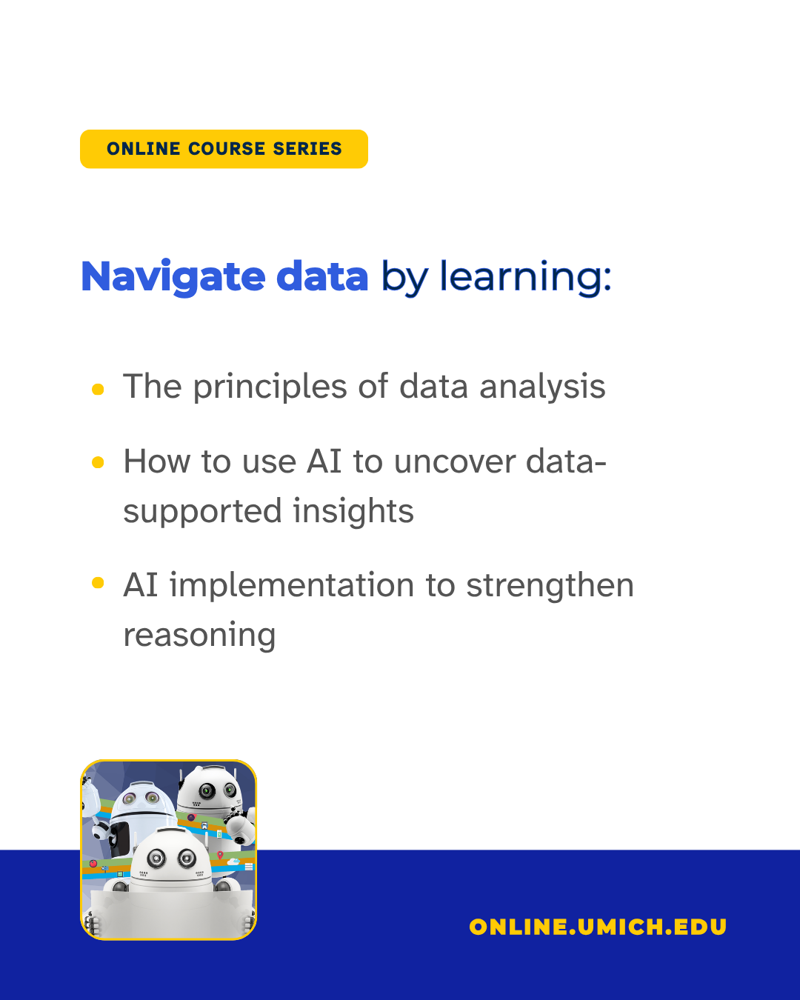 ONLINE COURSE SERIES
Navigate data by learning:
The principles of data analysis
How to use AI to uncover data-
supported insights
AI implementation to strengthen
reasoning
ONLINE.UMICH.EDU